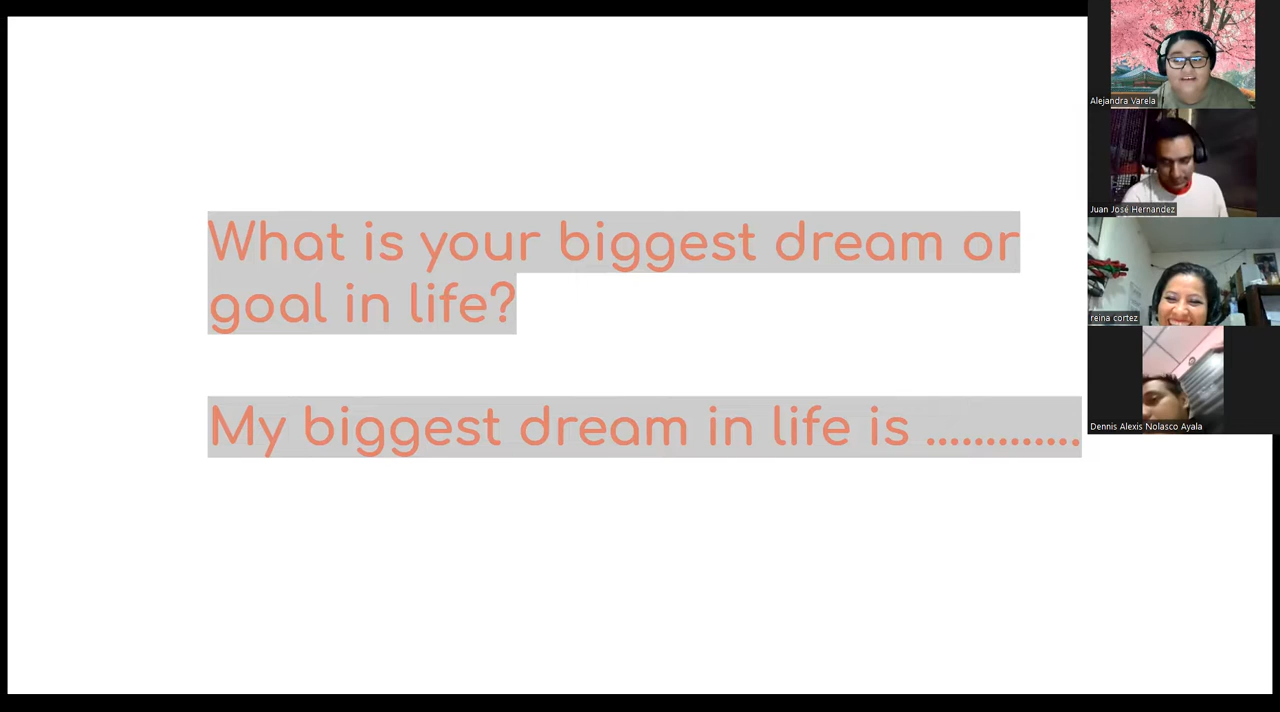 What is your biggest dream or
goal in life?
My biggest dream in life is .............
Alejandra Varela
Juan José Hernández
reina cortez
Dennis Alexis Nolasco Ayala